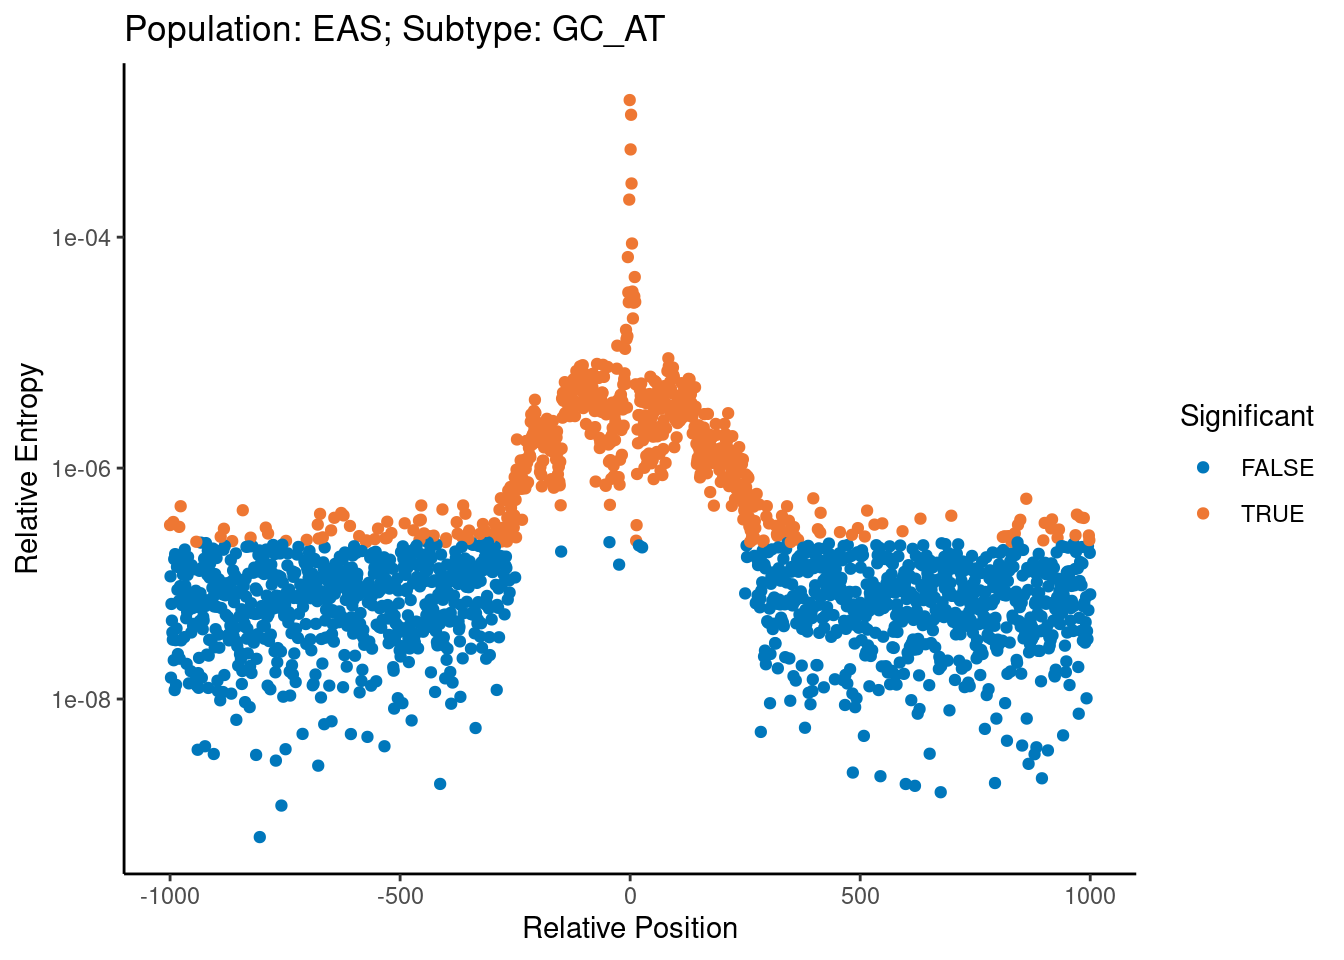 Population: EAS; Subtype: GC_AT
1e-04
1e-06
1e-08
Relative Entropy
-1000
-500
0
500
1000
Relative Position
Significant
FALSE
TRUE